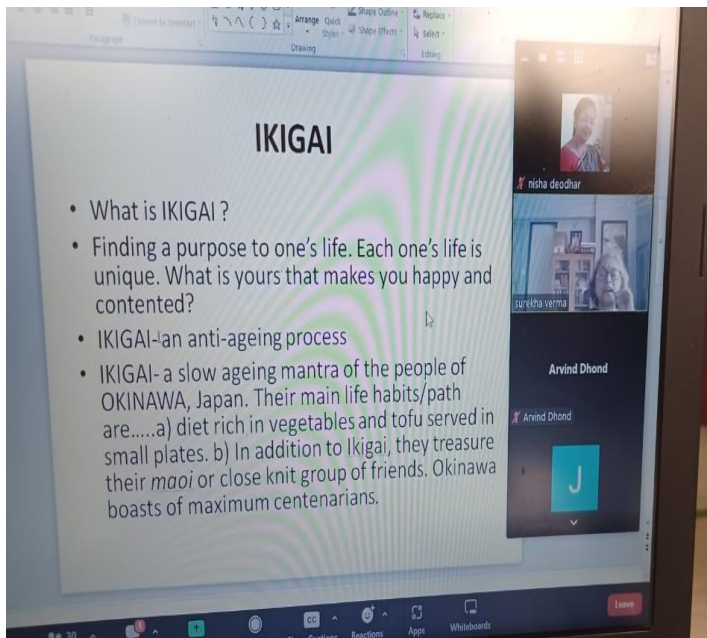 Convert to SmartArt
Paragraph
Arrange
Quick
Styles
Shape Outline
Shape Effects
Drawing
Replace
Select
Editing
IKIGAI
• What is IKIGAI ?
• Finding a purpose to one's life. Each one's life is
unique. What is yours that makes you happy and
contented?
• IKIGAI- an anti-ageing process
• IKIGAI- a slow ageing mantra of the people of
OKINAWA, Japan. Their main life habits/path
are.....a) diet rich in vegetables and tofu served in
small plates. b) In addition to Ikigai, they treasure
their maoi or close knit group of friends. Okinawa
boasts of maximum centenarians.
nisha deodhar
surekha verma
Arvind Dhond
Arvind Dhond
J
30
1
CC
Reactions
Apps
Whiteboards
Leave